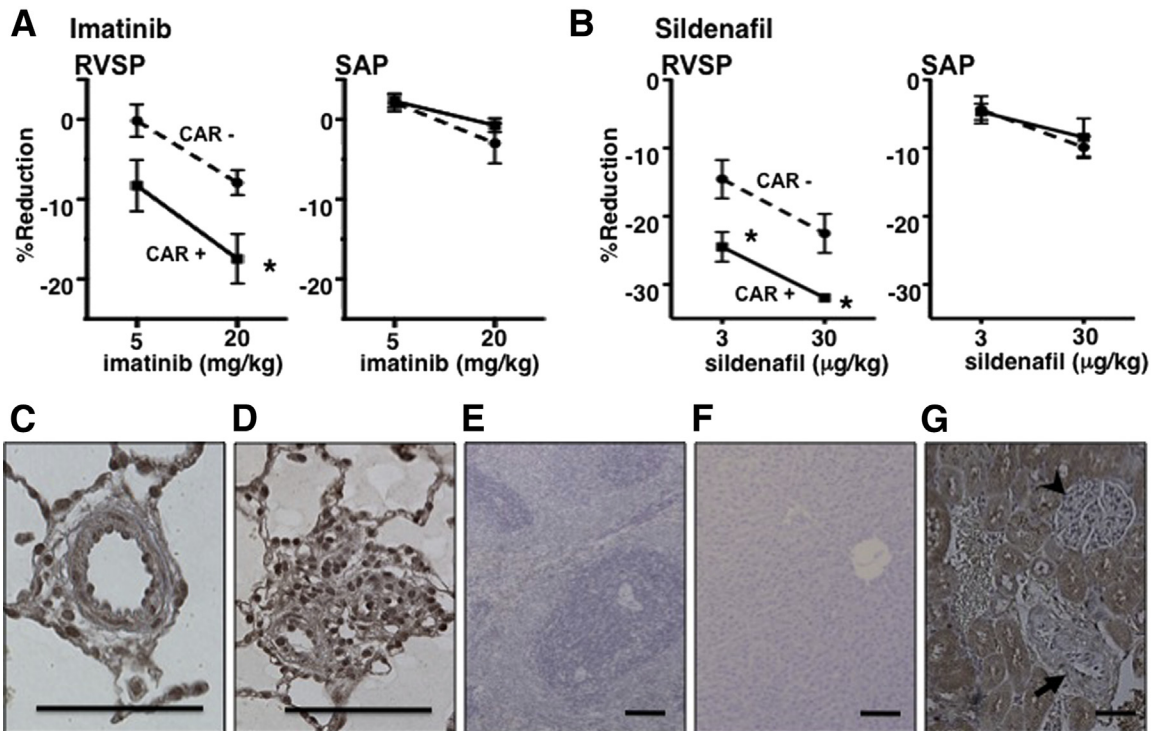 A Imatinib
RVSP SAP
%Reduction
0
-10
-20
CAR -
CAR +
*
5 20
imatinib (mg/kg)
0
-10
-20
5 20
imatinib (mg/kg)
B Sildenafil
RVSP SAP
%Reduction
0
-10
-20
-30
CAR -
*
CAR +
*
3 30
sildenafil (μg/kg)
0
-10
-20
-30
3 30
sildenafil (μg/kg)
C D E F G